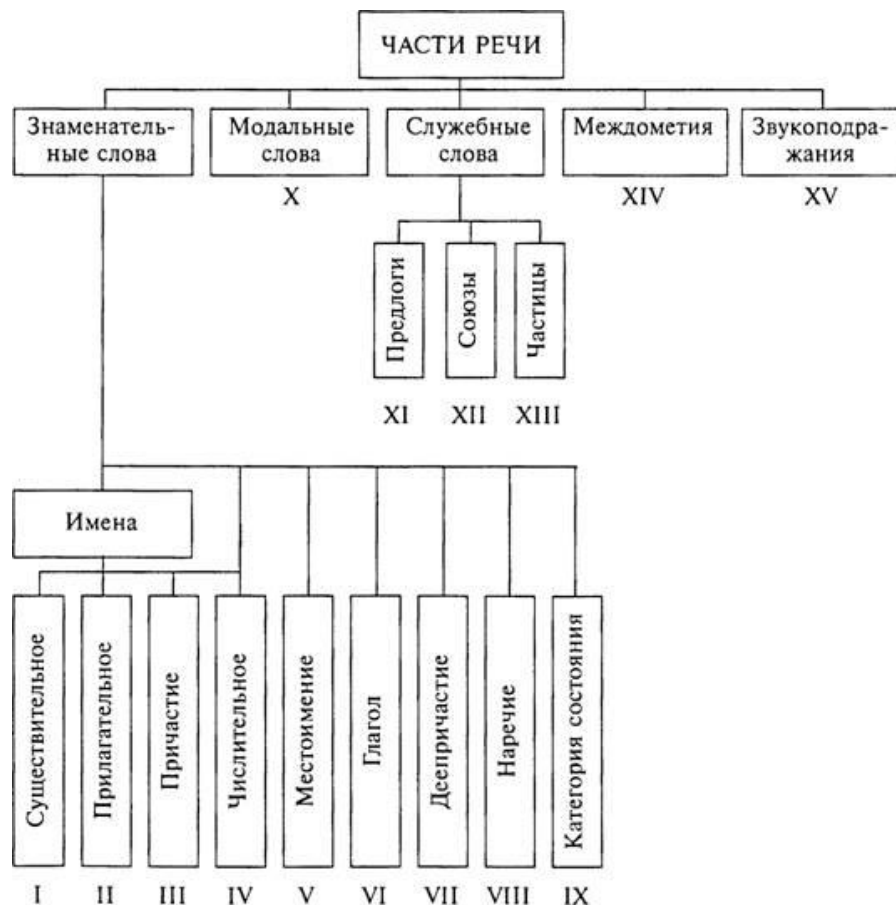 ЧАСТИ РЕЧИ
Знаменатель-
ные слова
Модальные
слова
Служебные
слова
Междометия
Звукоподра-
жания
X
XIV
XV
Предлоги
Союзы
Частицы
XI
XII
XIII
Имена
Существительное
Прилагательное
Причастие
Числительное
Местоимение
Глагол
Деепричастие
Наречие
Категория состояния
I
II
III
IV
V
VI
VII
VIII
IX